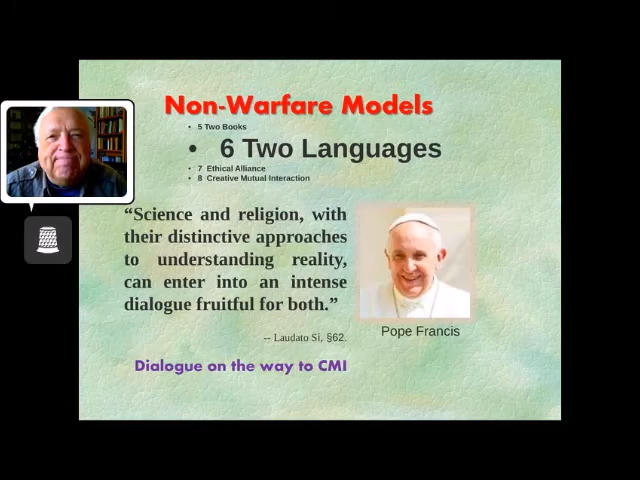 Non-Warfare Models
• 5 Two Books
• 6 Two Languages
• 7 Ethical Alliance
• 8 Creative Mutual Interaction
“Science and religion, with
their distinctive approaches
to understanding reality,
can enter into an intense
dialogue fruitful for both.”
-- Laudato Si, §62.
Pope Francis
Dialogue on the way to CMI